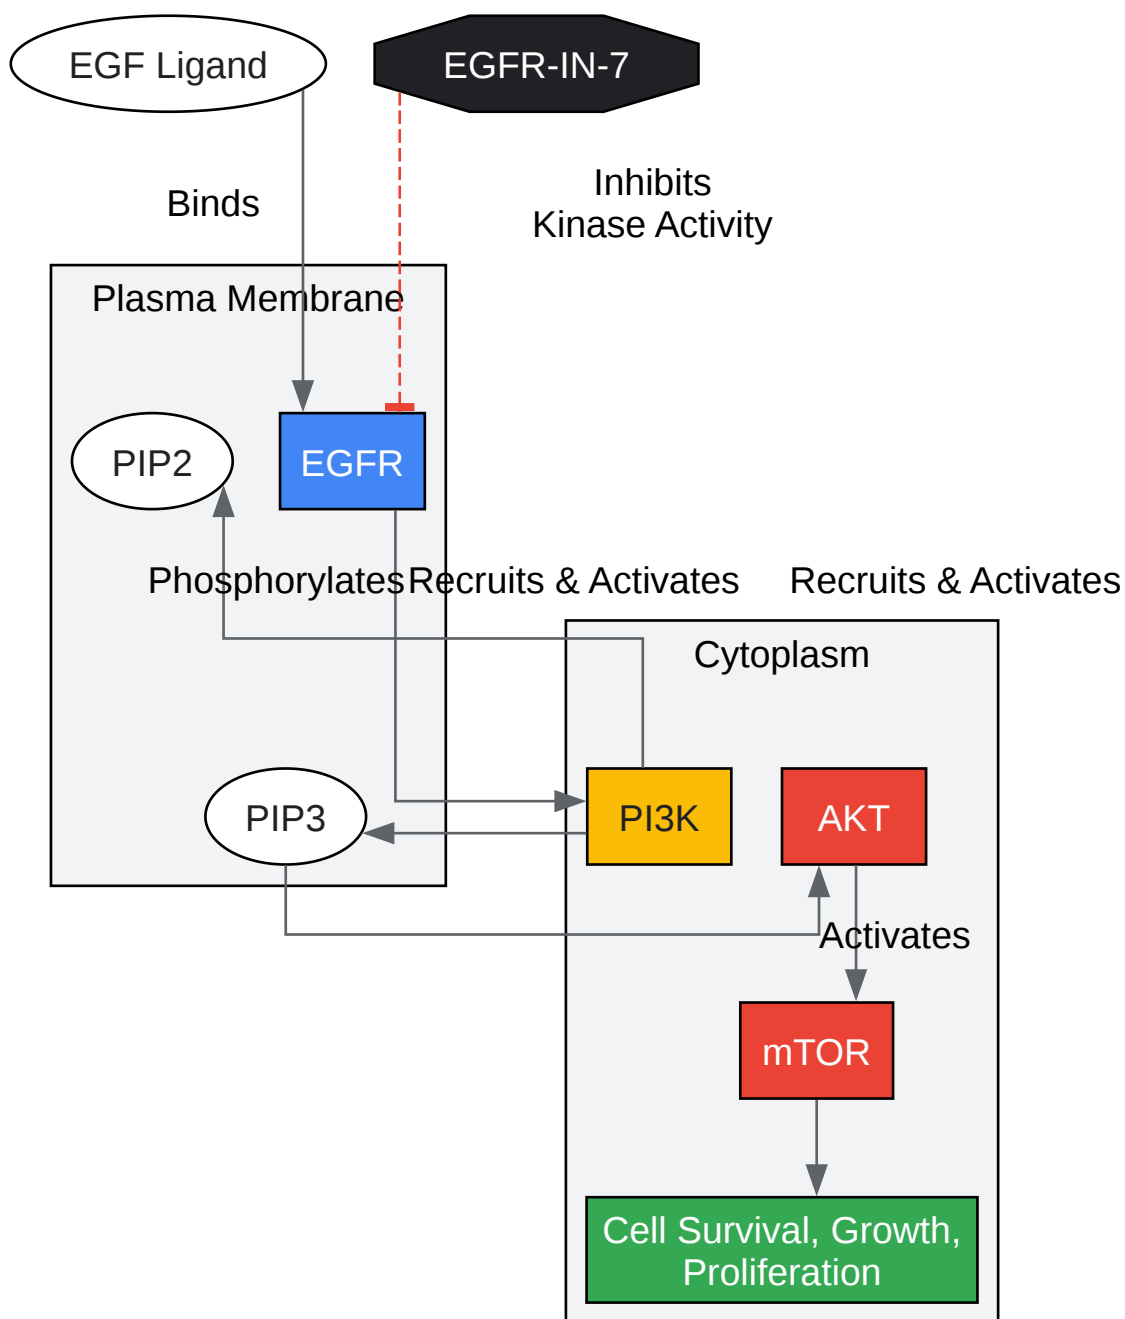 EGF Ligand
EGFR-IN-7
Binds
Inhibits
Kinase Activity
Plasma Membrane
PIP2
EGFR
Phosphorylates
Recruits & Activates
Recruits & Activates
Cytoplasm
PIP3
PI3K
AKT
Activates
mTOR
Cell Survival, Growth,
Proliferation